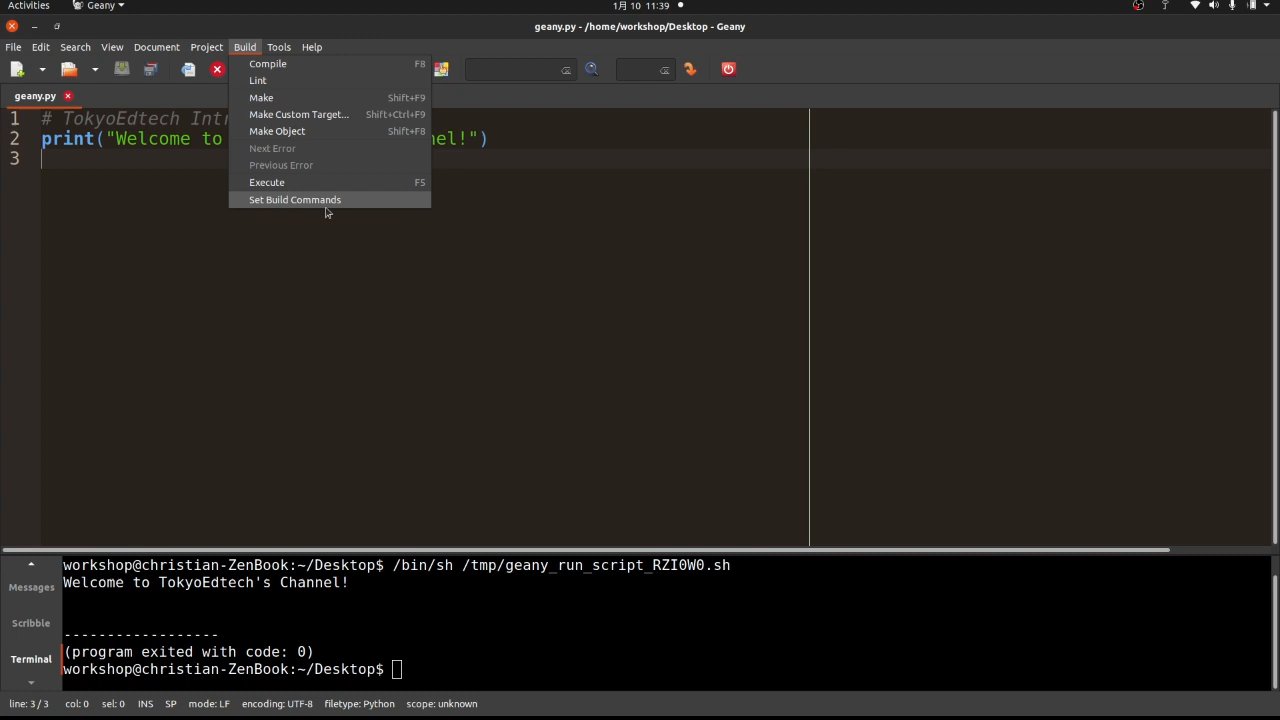 Activities Geany 1月 10 11:39
geany.py - /home/workshop/Desktop - Geany
File Edit Search View Document Project Build Tools Help
Compile F8
Lint
Make Shift+F9
Make Custom Target... Shift+Ctrl+F9
Make Object Shift+F8
Next Error
Previous Error
Execute F5
Set Build Commands
geany.py
1 # TokyoEdtech Intr
2 print("Welcome to nel!")
3
workshop@christian-ZenBook:~/Desktop$ /bin/sh /tmp/geany_run_script_RZI0W0.sh
Welcome to TokyoEdtech's Channel!
------------------
(program exited with code: 0)
workshop@christian-ZenBook:~/Desktop$
Messages
Scribble
Terminal
line: 3 / 3 col: 0 sel: 0 INS SP mode: LF encoding: UTF-8 filetype: Python scope: unknown